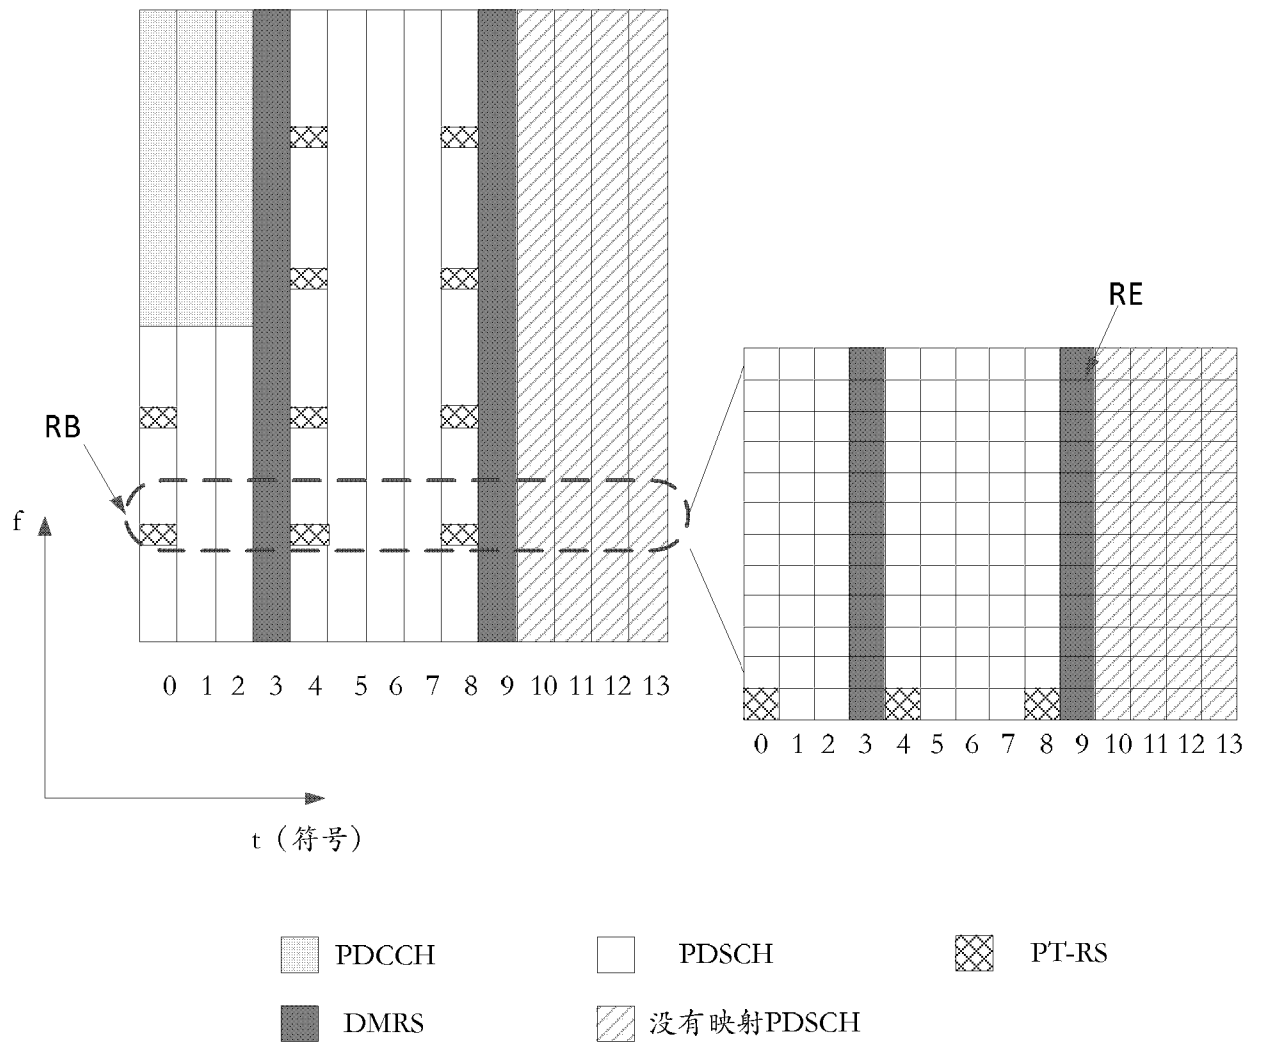 RE
RB
f
0 1 2 3 4 5 6 7 8 9 10 11 12 13
0 1 2 3 4 5 6 7 8 9 10 11 12 13
t（符号）
PDCCH
PDSCH
PT-RS
DMRS
没有映射PDSCH